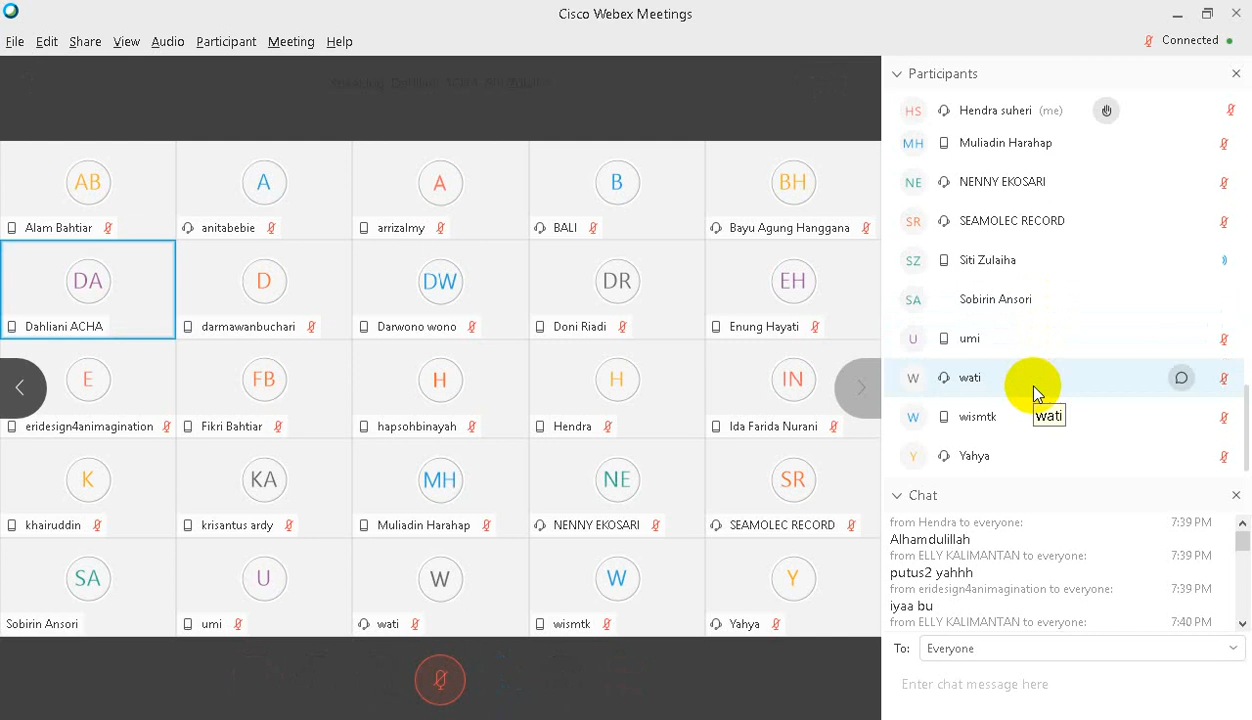 Cisco Webex Meetings
File Edit Share View Audio Participant Meeting Help
Connected
AB A A B BH
Alam Bahtiar anitabebie arrizalmy BALI Bayu Agung Hanggana
DA D DW DR EH
Dahliani ACHA darmawanbuchari Darwono wono Doni Riadi Enung Hayati
E FB H H IN
eridesign4animagination Fikri Bahtiar hapsohbinayah Hendra Ida Farida Nurani
K KA MH NE SR
khairuddin krisantus ardy Muliadin Harahap NENNY EKOSARI SEAMOLEC RECORD
SA U W W Y
Sobirin Ansori umi wati wismtk Yahya
Participants
HS Hendra suheri (me)
MH Muliadin Harahap
NE NENNY EKOSARI
SR SEAMOLEC RECORD
SZ Siti Zulaiha
SA Sobirin Ansori
U umi
W wati
W wismtk
wati
Y Yahya
Chat
from Hendra to everyone: 7:39 PM
Alhamdulillah
from ELLY KALIMANTAN to everyone: 7:39 PM
putus2 yahhh
from eridesign4animagination to everyone: 7:39 PM
iyaa bu
from ELLY KALIMANTAN to everyone: 7:40 PM
To: Everyone
Enter chat message here